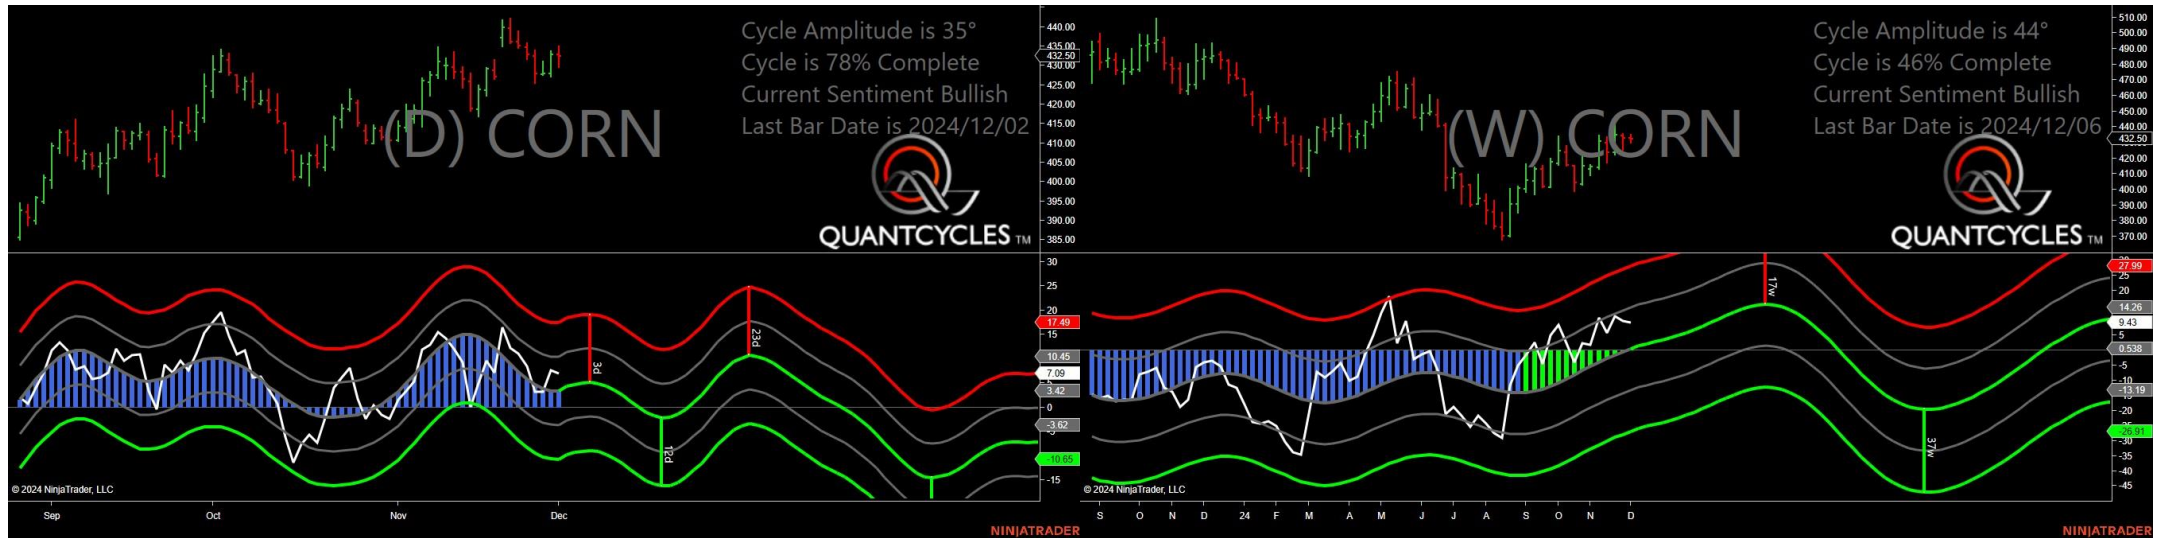 Cycle Amplitude is 35°
Cycle is 78% Complete
Current Sentiment Bullish
Last Bar Date is 2024/12/02
(D) CORN
QUANTCYCLES TM
440.00
435.00
432.50
430.00
425.00
420.00
415.00
410.00
405.00
400.00
395.00
390.00
385.00
30
25
20
17.49
15
10.45
7.09
3.42
0
-3.62
-10.65
-15
3d
12d
23d
© 2024 NinjaTrader, LLC
Sep Oct Nov Dec
NINJATRADER
Cycle Amplitude is 44°
Cycle is 46% Complete
Current Sentiment Bullish
Last Bar Date is 2024/12/06
(W) CORN
QUANTCYCLES TM
510.00
500.00
490.00
480.00
470.00
460.00
450.00
440.00
432.50
420.00
410.00
400.00
390.00
380.00
370.00
27.99
25
20
14.26
9.43
5
0.538
-5
-10
-13.19
-20
-26.91
-30
-35
-40
-45
17w
37w
© 2024 NinjaTrader, LLC
S O N D 24 F M A M J J A S O N D
NINJATRADER